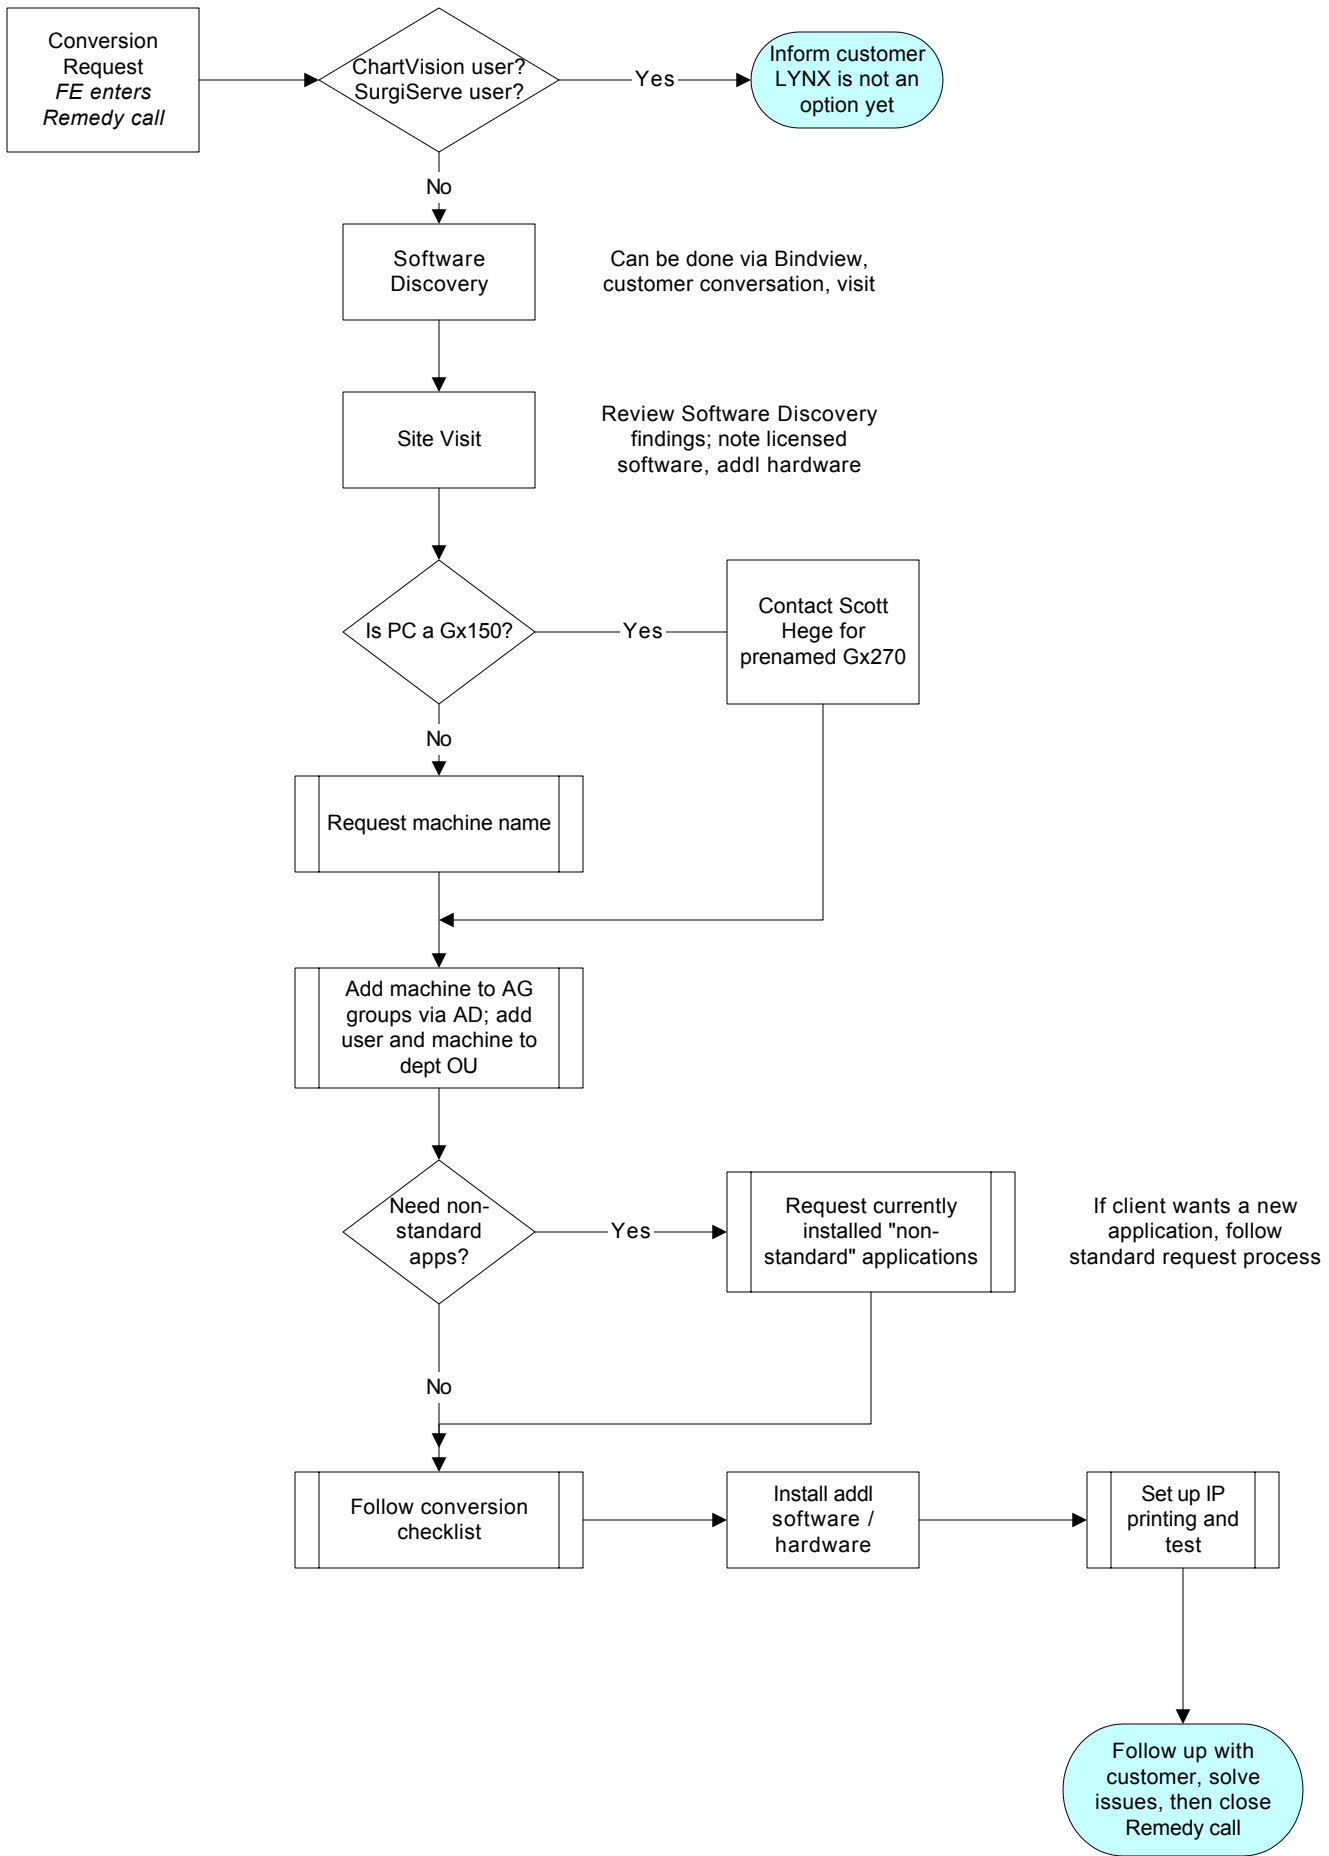 Conversion
Request
FE enters
Remedy call
ChartVision user?
SurgiServe user?
Yes
Inform customer
LYNX is not an
option yet
No
Software
Discovery
Can be done via Bindview,
customer conversation, visit
Site Visit
Review Software Discovery
findings; note licensed
software, addl hardware
Is PC a Gx150?
Yes
Contact Scott
Hege for
prenamed Gx270
No
Request machine name
Add machine to AG
groups via AD; add
user and machine to
dept OU
Need non-
standard
apps?
Yes
Request currently
installed "non-
standard" applications
If client wants a new
application, follow
standard request process
No
Follow conversion
checklist
Install addl
software /
hardware
Set up IP
printing and
test
Follow up with
customer, solve
issues, then close
Remedy call